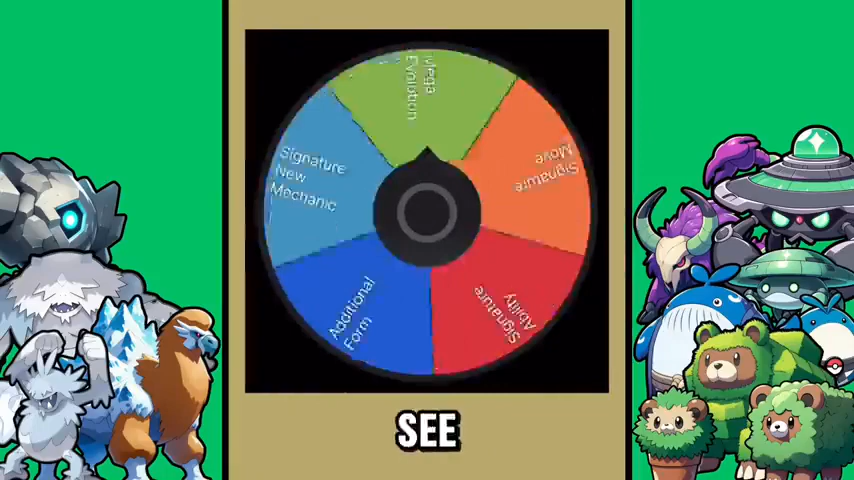 Mega
Evolution
Signature
Move
Signature
Ability
Additional
Form
Signature
New
Mechanic
SEE